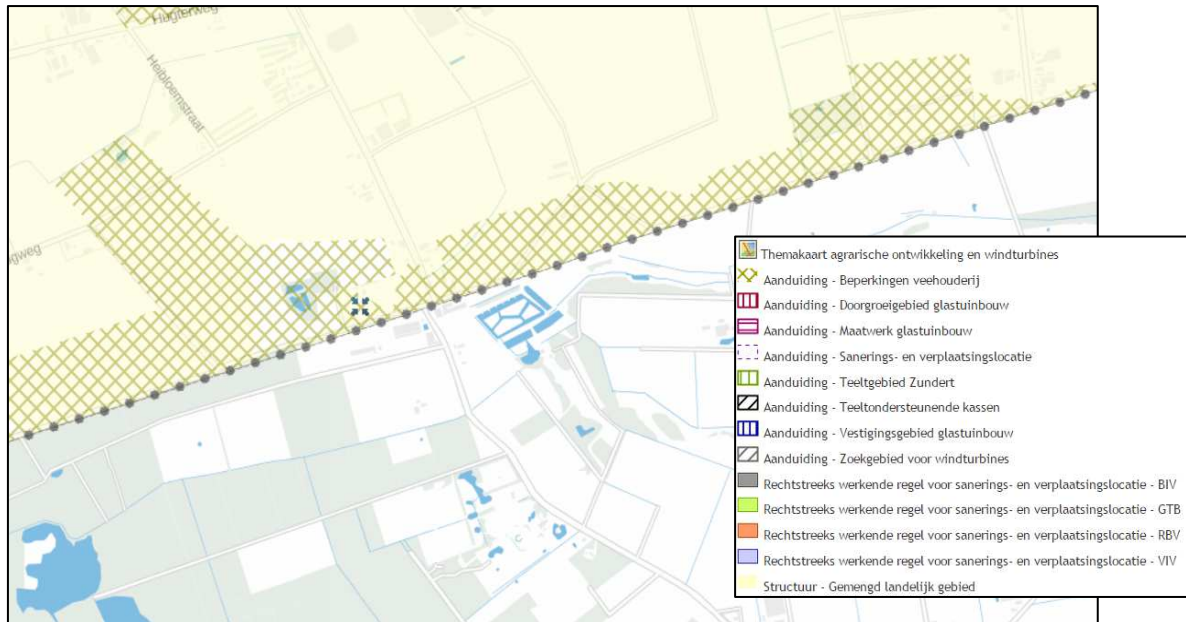 Hugterweg
Heibloemstraat
Themakaart agrarische ontwikkeling en windturbines
Aanduiding - Beperkingen veehouderij
Aanduiding - Doorgroeigebied glastuinbouw
Aanduiding - Maatwerk glastuinbouw
Aanduiding - Sanerings- en verplaatsingslocatie
Aanduiding - Teeltgebied Zundert
Aanduiding - Teeltondersteunende kassen
Aanduiding - Vestigingsgebied glastuinbouw
Aanduiding - Zoekgebied voor windturbines
Rechtstreeks werkende regel voor sanerings- en verplaatsingslocatie - BIV
Rechtstreeks werkende regel voor sanerings- en verplaatsingslocatie - GTB
Rechtstreeks werkende regel voor sanerings- en verplaatsingslocatie - RBV
Rechtstreeks werkende regel voor sanerings- en verplaatsingslocatie - VIV
Structuur - Gemengd landelijk gebied